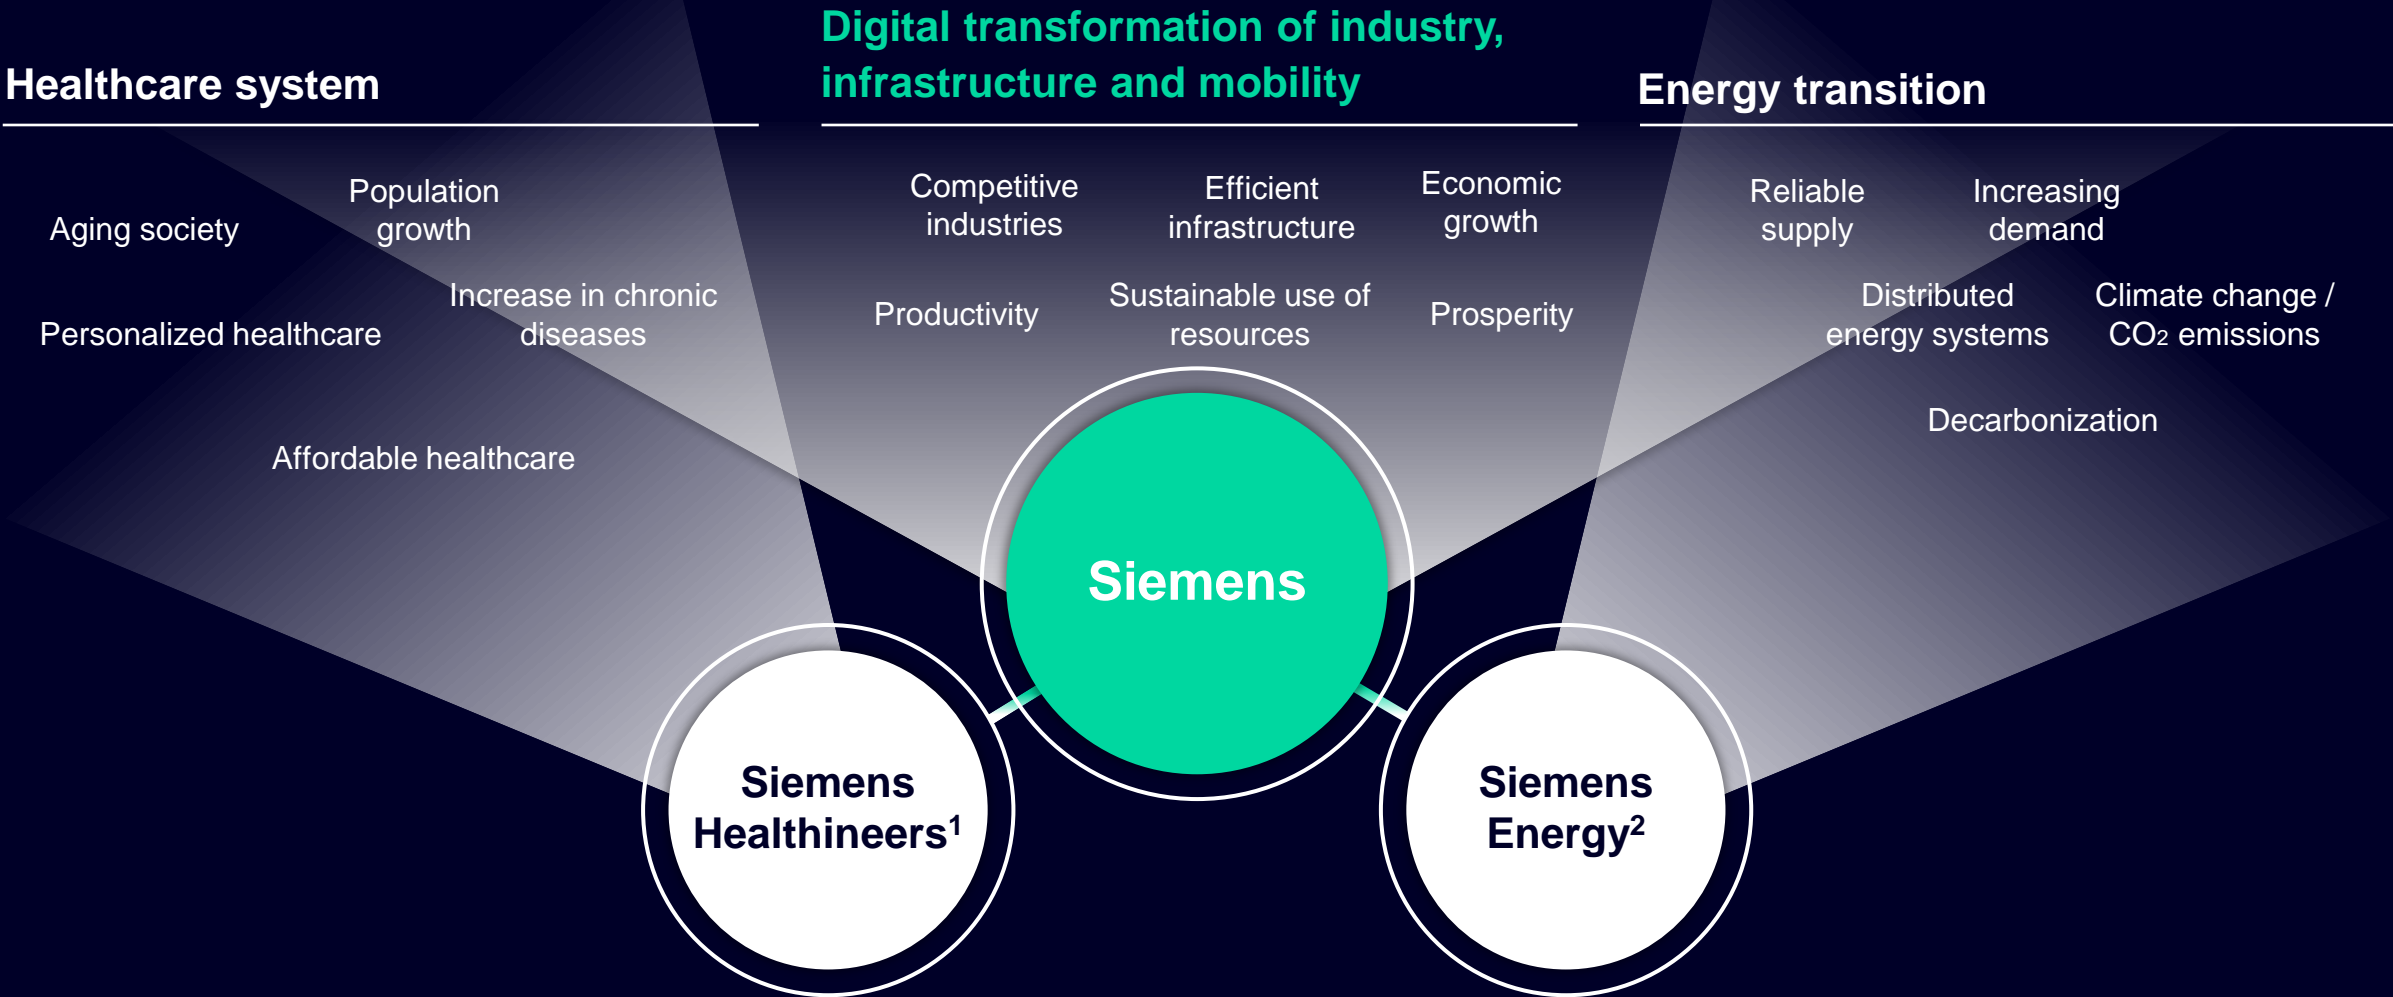 Healthcare system
Aging society
Population
growth
Personalized healthcare
Increase in chronic
diseases
Affordable healthcare
Digital transformation of industry,
infrastructure and mobility
Competitive
industries
Efficient
infrastructure
Economic
growth
Productivity
Sustainable use of
resources
Prosperity
Energy transition
Reliable
supply
Increasing
demand
Distributed
energy systems
Climate change /
CO2 emissions
Decarbonization
Siemens
Siemens
Healthineers¹
Siemens
Energy²